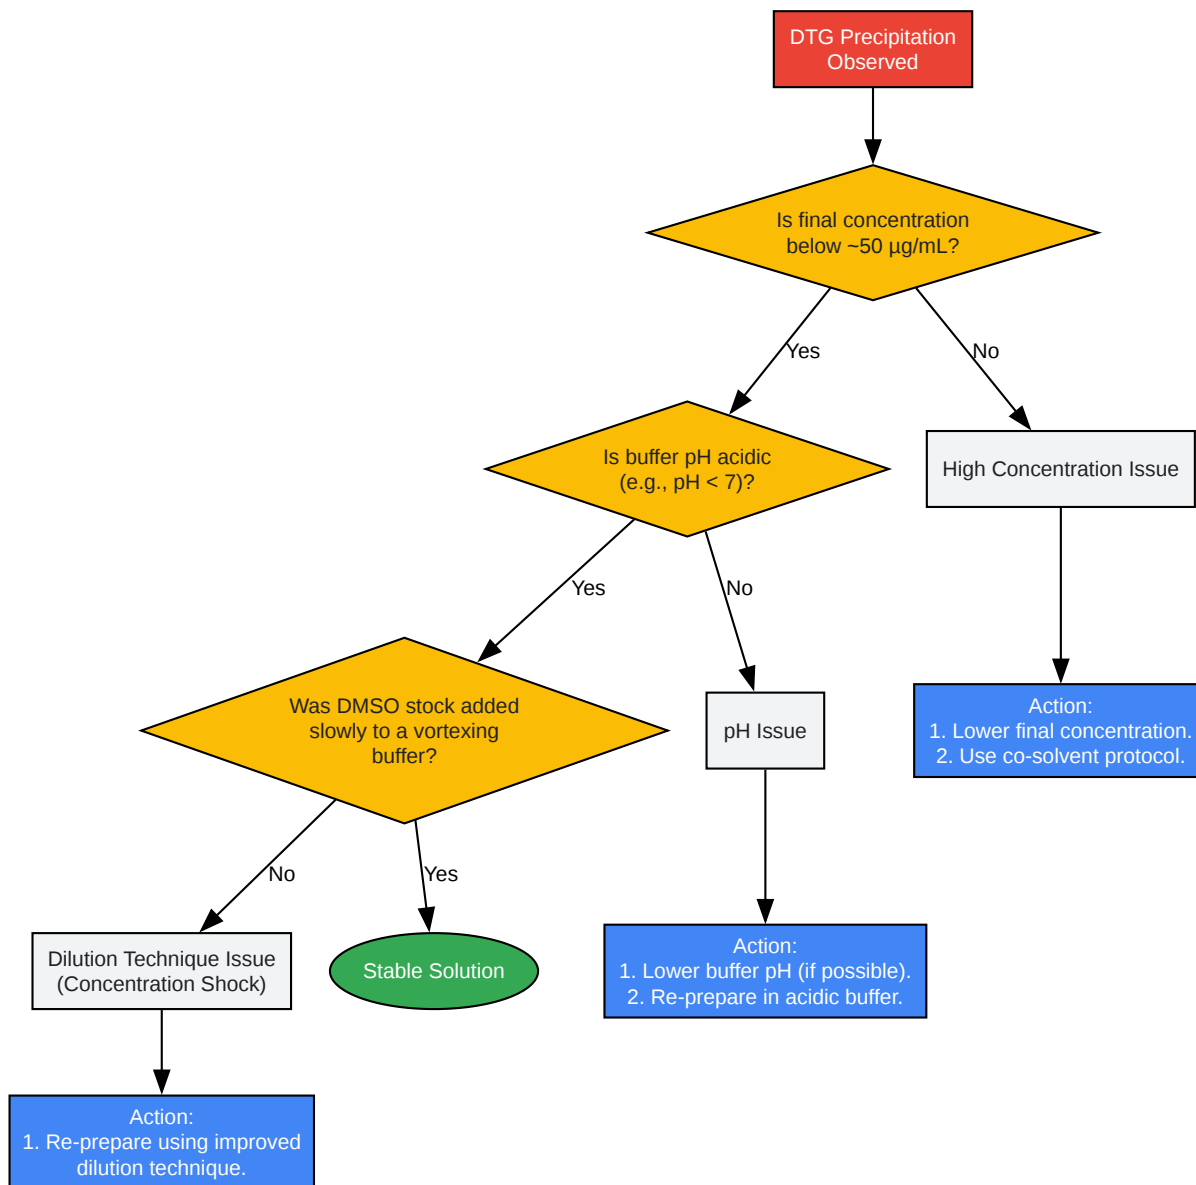 DTG Precipitation
Observed
Is final concentration
below ~50 µg/mL?
Yes
No
Is buffer pH acidic
(e.g., pH < 7)?
High Concentration Issue
Yes
No
Was DMSO stock added
slowly to a vortexing
buffer?
pH Issue
Action:
1. Lower final concentration.
2. Use co-solvent protocol.
No
Yes
Dilution Technique Issue
(Concentration Shock)
Stable Solution
Action:
1. Lower buffer pH (if possible).
2. Re-prepare in acidic buffer.
Action:
1. Re-prepare using improved
dilution technique.